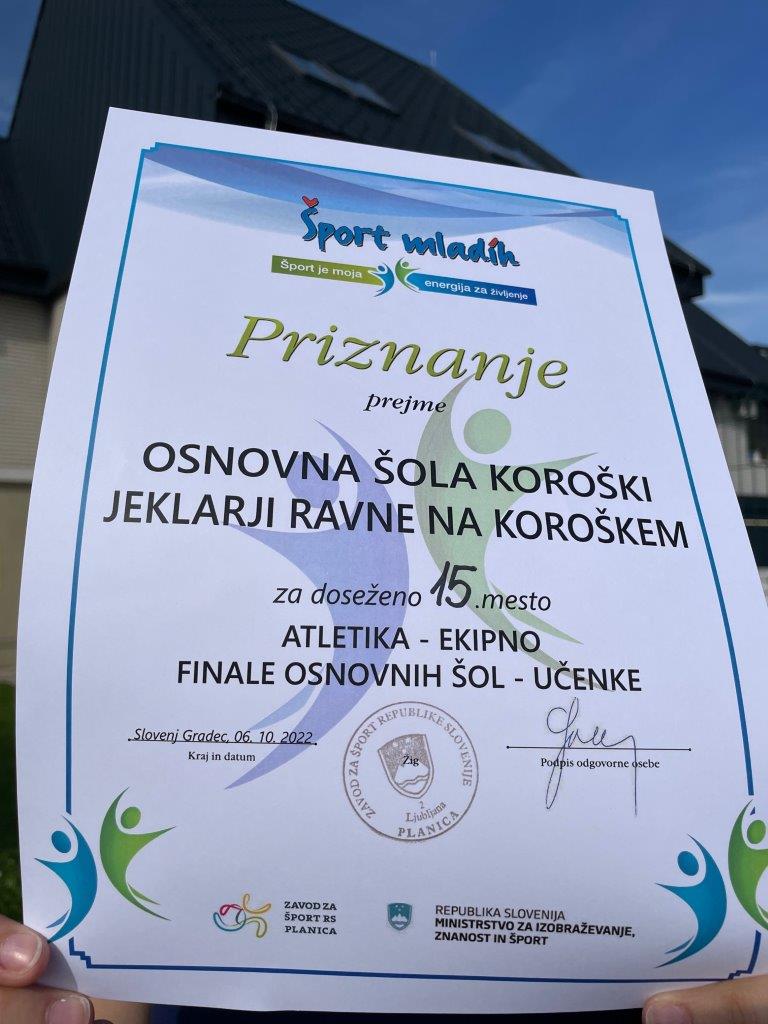 Šport mladih
Šport je moja energija za življenje
Priznanje
prejme
OSNOVNA ŠOLA KOROŠKI
JEKLARJI RAVNE NA KOROŠKEM
za doseženo 15.mesto
ATLETIKA - EKIPNO
FINALE OSNOVNIH ŠOL - UČENKE
Slovenj Gradec, 06. 10. 2022
Kraj in datum
ZAVOD ZA ŠPORT REPUBLIKE SLOVENIJE
Žig
2
Ljubljana
PLANICA
Podpis odgovorne osebe
ZAVOD ZA
ŠPORT RS
PLANICA
REPUBLIKA SLOVENIJA
MINISTRSTVO ZA IZOBRAŽEVANJE,
ZNANOST IN ŠPORT